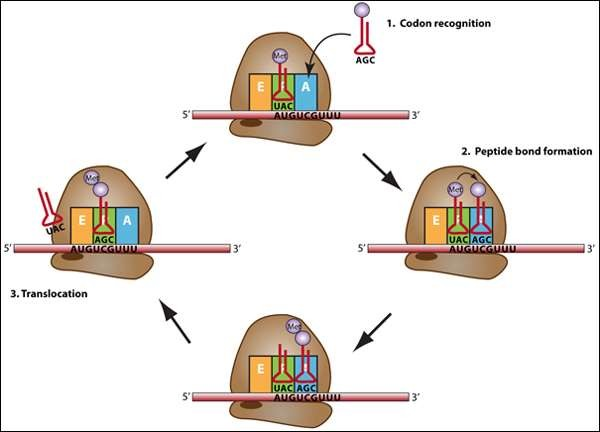 1. Codon recognition
AGC
Met
E A
UAC
5′ AUGUCGUUU 3′
2. Peptide bond formation
Met
E
UAC AGC
5′ AUGUCGUUU 3′
Met
E
UAC AGC
5′ AUGUCGUUU 3′
3. Translocation
Met
UAC
E A
AGC
5′ AUGUCGUUU 3′